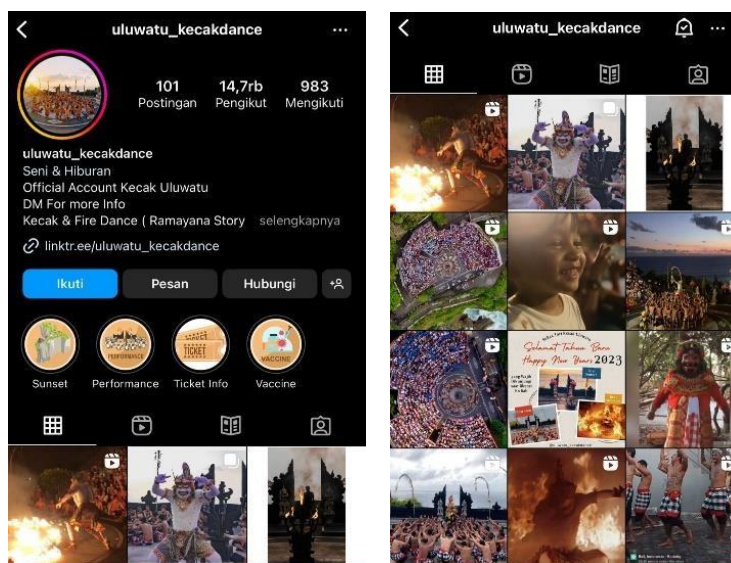 uluwatu_kecakdance
101 14,7rb 983
Postingan Pengikut Mengikuti
uluwatu_kecakdance
Seni & Hiburan
Official Account Kecak Uluwatu
DM For more Info
Kecak & Fire Dance ( Ramayana Story selengkapnya
linktr.ee/uluwatu_kecakdance
Ikuti Pesan Hubungi
PERFORMANCE TICKET VACCINE
Sunset Performance Ticket Info Vaccine
uluwatu_kecakdance
Selamat Tahun Baru
Happy New Years 2023